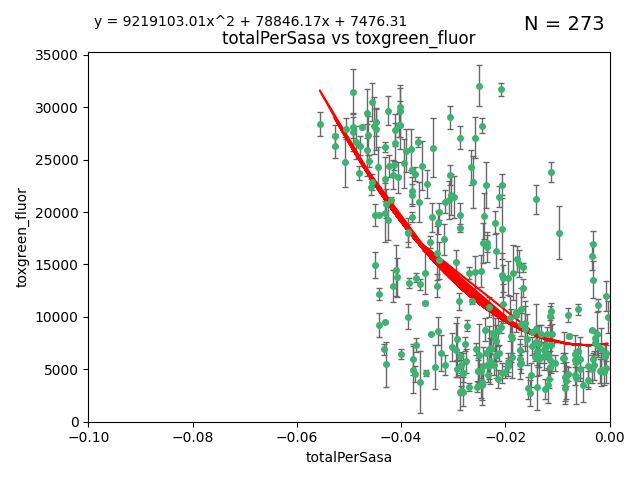 y = 9219103.01x^2 + 78846.17x + 7476.31
N = 273
totalPerSasa vs toxgreen_fluor
35000
30000
25000
20000
15000
10000
5000
0
toxgreen_fluor
−0.10
−0.08
−0.06
−0.04
−0.02
0.00
totalPerSasa